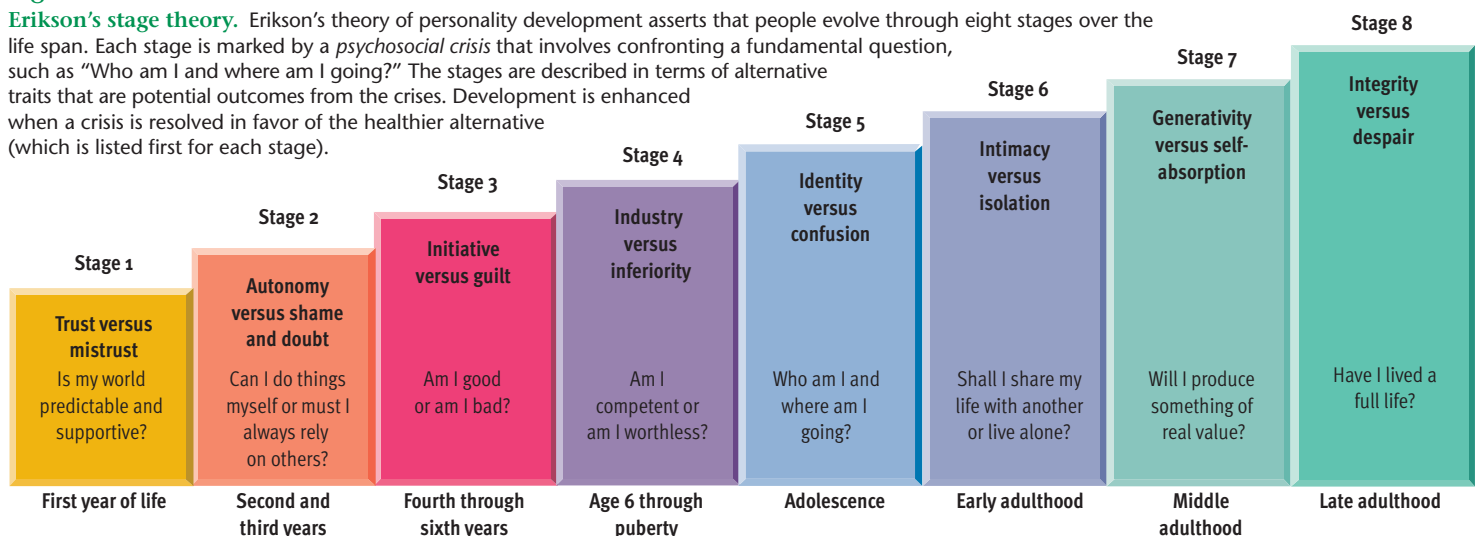 Erikson's stage theory. Erikson's theory of personality development asserts that people evolve through eight stages over the
life span. Each stage is marked by a psychosocial crisis that involves confronting a fundamental question,
such as “Who am I and where am I going?” The stages are described in terms of alternative
traits that are potential outcomes from the crises. Development is enhanced
when a crisis is resolved in favor of the healthier alternative
(which is listed first for each stage).
Stage 1
Trust versus
mistrust
Is my world
predictable and
supportive?
First year of life
Stage 2
Autonomy
versus shame
and doubt
Can I do things
myself or must I
always rely
on others?
Second and
third years
Stage 3
Initiative
versus guilt
Am I good
or am I bad?
Fourth through
sixth years
Stage 4
Industry
versus
inferiority
Am I
competent or
am I worthless?
Age 6 through
puberty
Stage 5
Identity
versus
confusion
Who am I and
where am I
going?
Adolescence
Stage 6
Intimacy
versus
isolation
Shall I share my
life with another
or live alone?
Early adulthood
Stage 7
Generativity
versus self-
absorption
Will I produce
something of
real value?
Middle
adulthood
Stage 8
Integrity
versus
despair
Have I lived a
full life?
Late adulthood